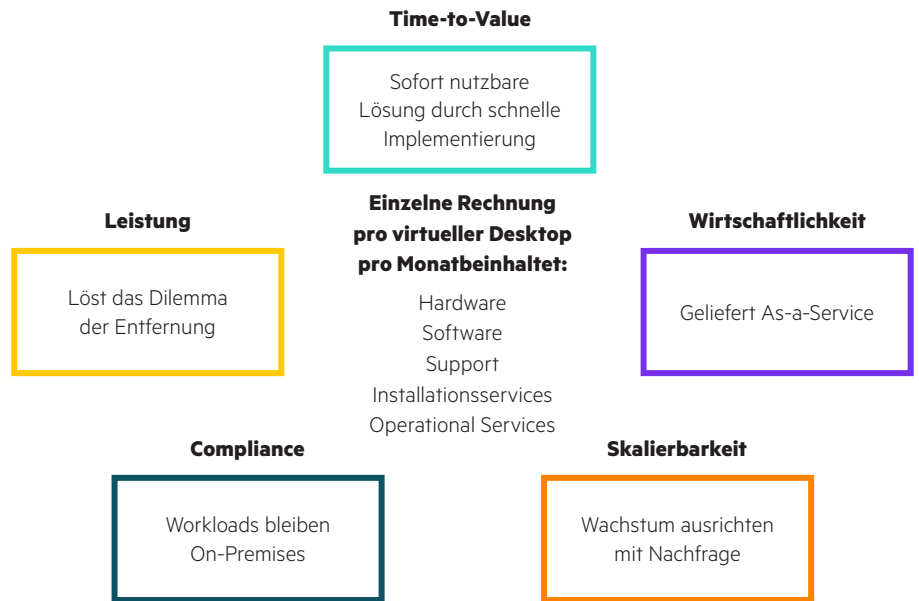 Time-to-Value
Sofort nutzbare
Lösung durch schnelle
Implementierung
Leistung
Löst das Dilemma
der Entfernung
Einzelne Rechnung
pro virtueller Desktop
pro Monatbeinhaltet:
Hardware
Software
Support
Installationsservices
Operational Services
Wirtschaftlichkeit
Geliefert As-a-Service
Compliance
Workloads bleiben
On-Premises
Skalierbarkeit
Wachstum ausrichten
mit Nachfrage